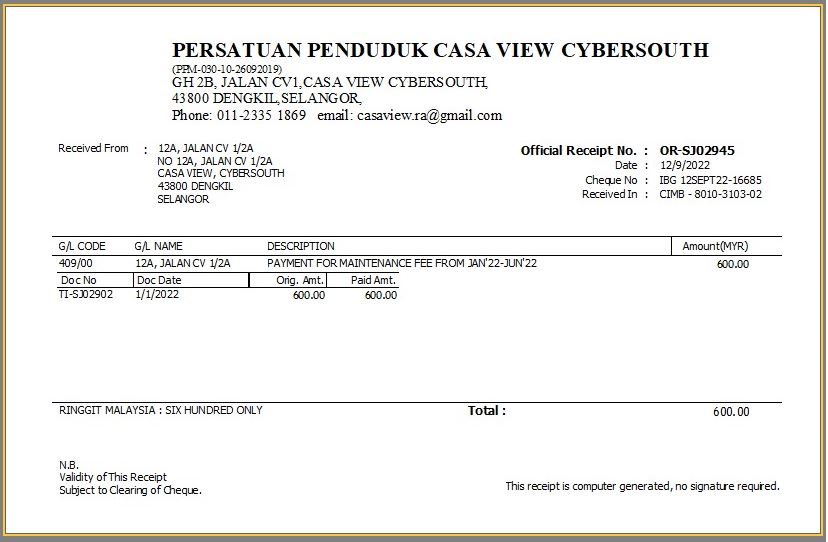 PERSATUAN PENDUDUK CASA VIEW CYBERSOUTH
(PPM-030-10-26092019)
GH 2B, JALAN CV1,CASA VIEW CYBERSOUTH,
43800 DENGKIL,SELANGOR,
Phone: 011-2335 1869 email: casaview.ra@gmail.com
Received From : 12A, JALAN CV 1/2A
NO 12A, JALAN CV 1/2A
CASA VIEW, CYBERSOUTH
43800 DENGKIL
SELANGOR
Official Receipt No. : OR-SJ02945
Date : 12/9/2022
Cheque No : IBG 12SEPT22-16685
Received In : CIMB - 8010-3103-02
G/L CODE G/L NAME DESCRIPTION Amount(MYR)
409/00 12A, JALAN CV 1/2A PAYMENT FOR MAINTENANCE FEE FROM JAN'22-JUN'22 600.00
Doc No Doc Date Orig. Amt. Paid Amt.
TI-SJ02902 1/1/2022 600.00 600.00
RINGGIT MALAYSIA : SIX HUNDRED ONLY Total : 600.00
N.B.
Validity of This Receipt
Subject to Clearing of Cheque.
This receipt is computer generated, no signature required.